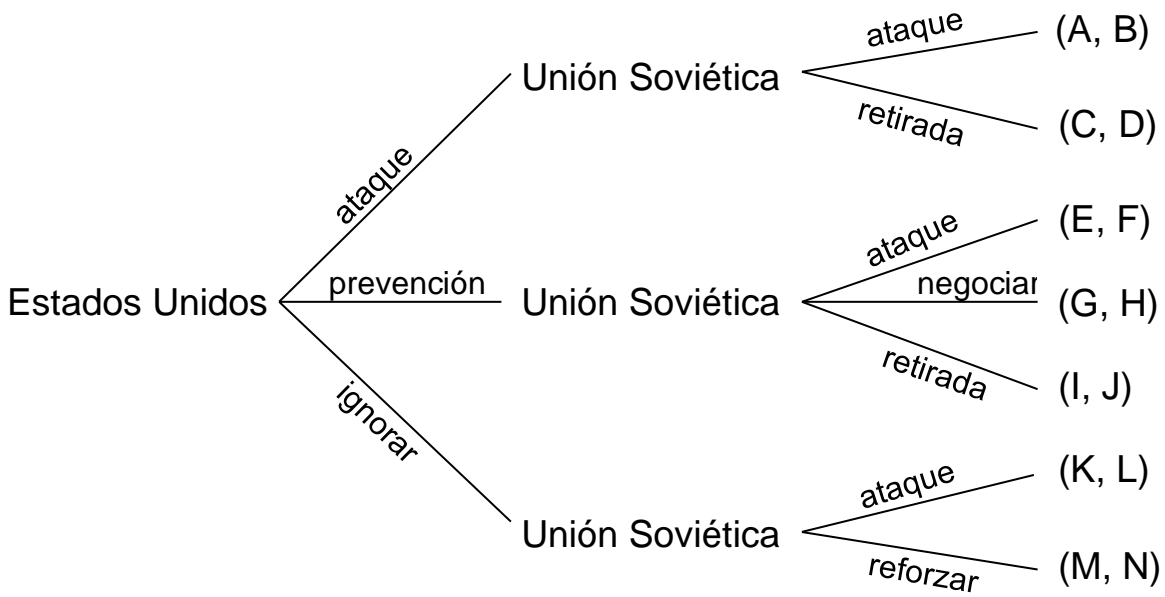 ataque
(A, B)
Unión Soviética
retirada
(C, D)
ataque
ataque
(E, F)
Estados Unidos
prevención
Unión Soviética
negociar
(G, H)
retirada
(I, J)
ignorar
ataque
(K, L)
Unión Soviética
reforzar
(M, N)